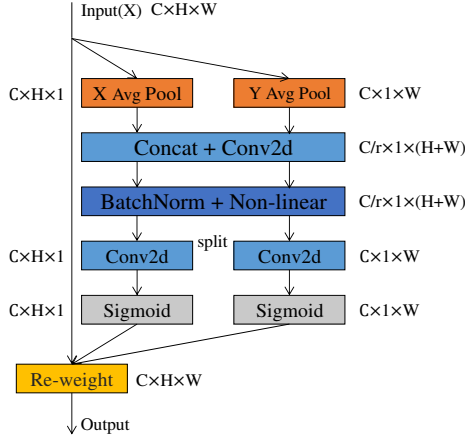 Input(X) C×H×W
C×H×1 X Avg Pool Y Avg Pool C×1×W
Concat + Conv2d C/r×1×(H+W)
BatchNorm + Non-linear C/r×1×(H+W)
split
C×H×1 Conv2d Conv2d C×1×W
C×H×1 Sigmoid Sigmoid C×1×W
Re-weight C×H×W
Output